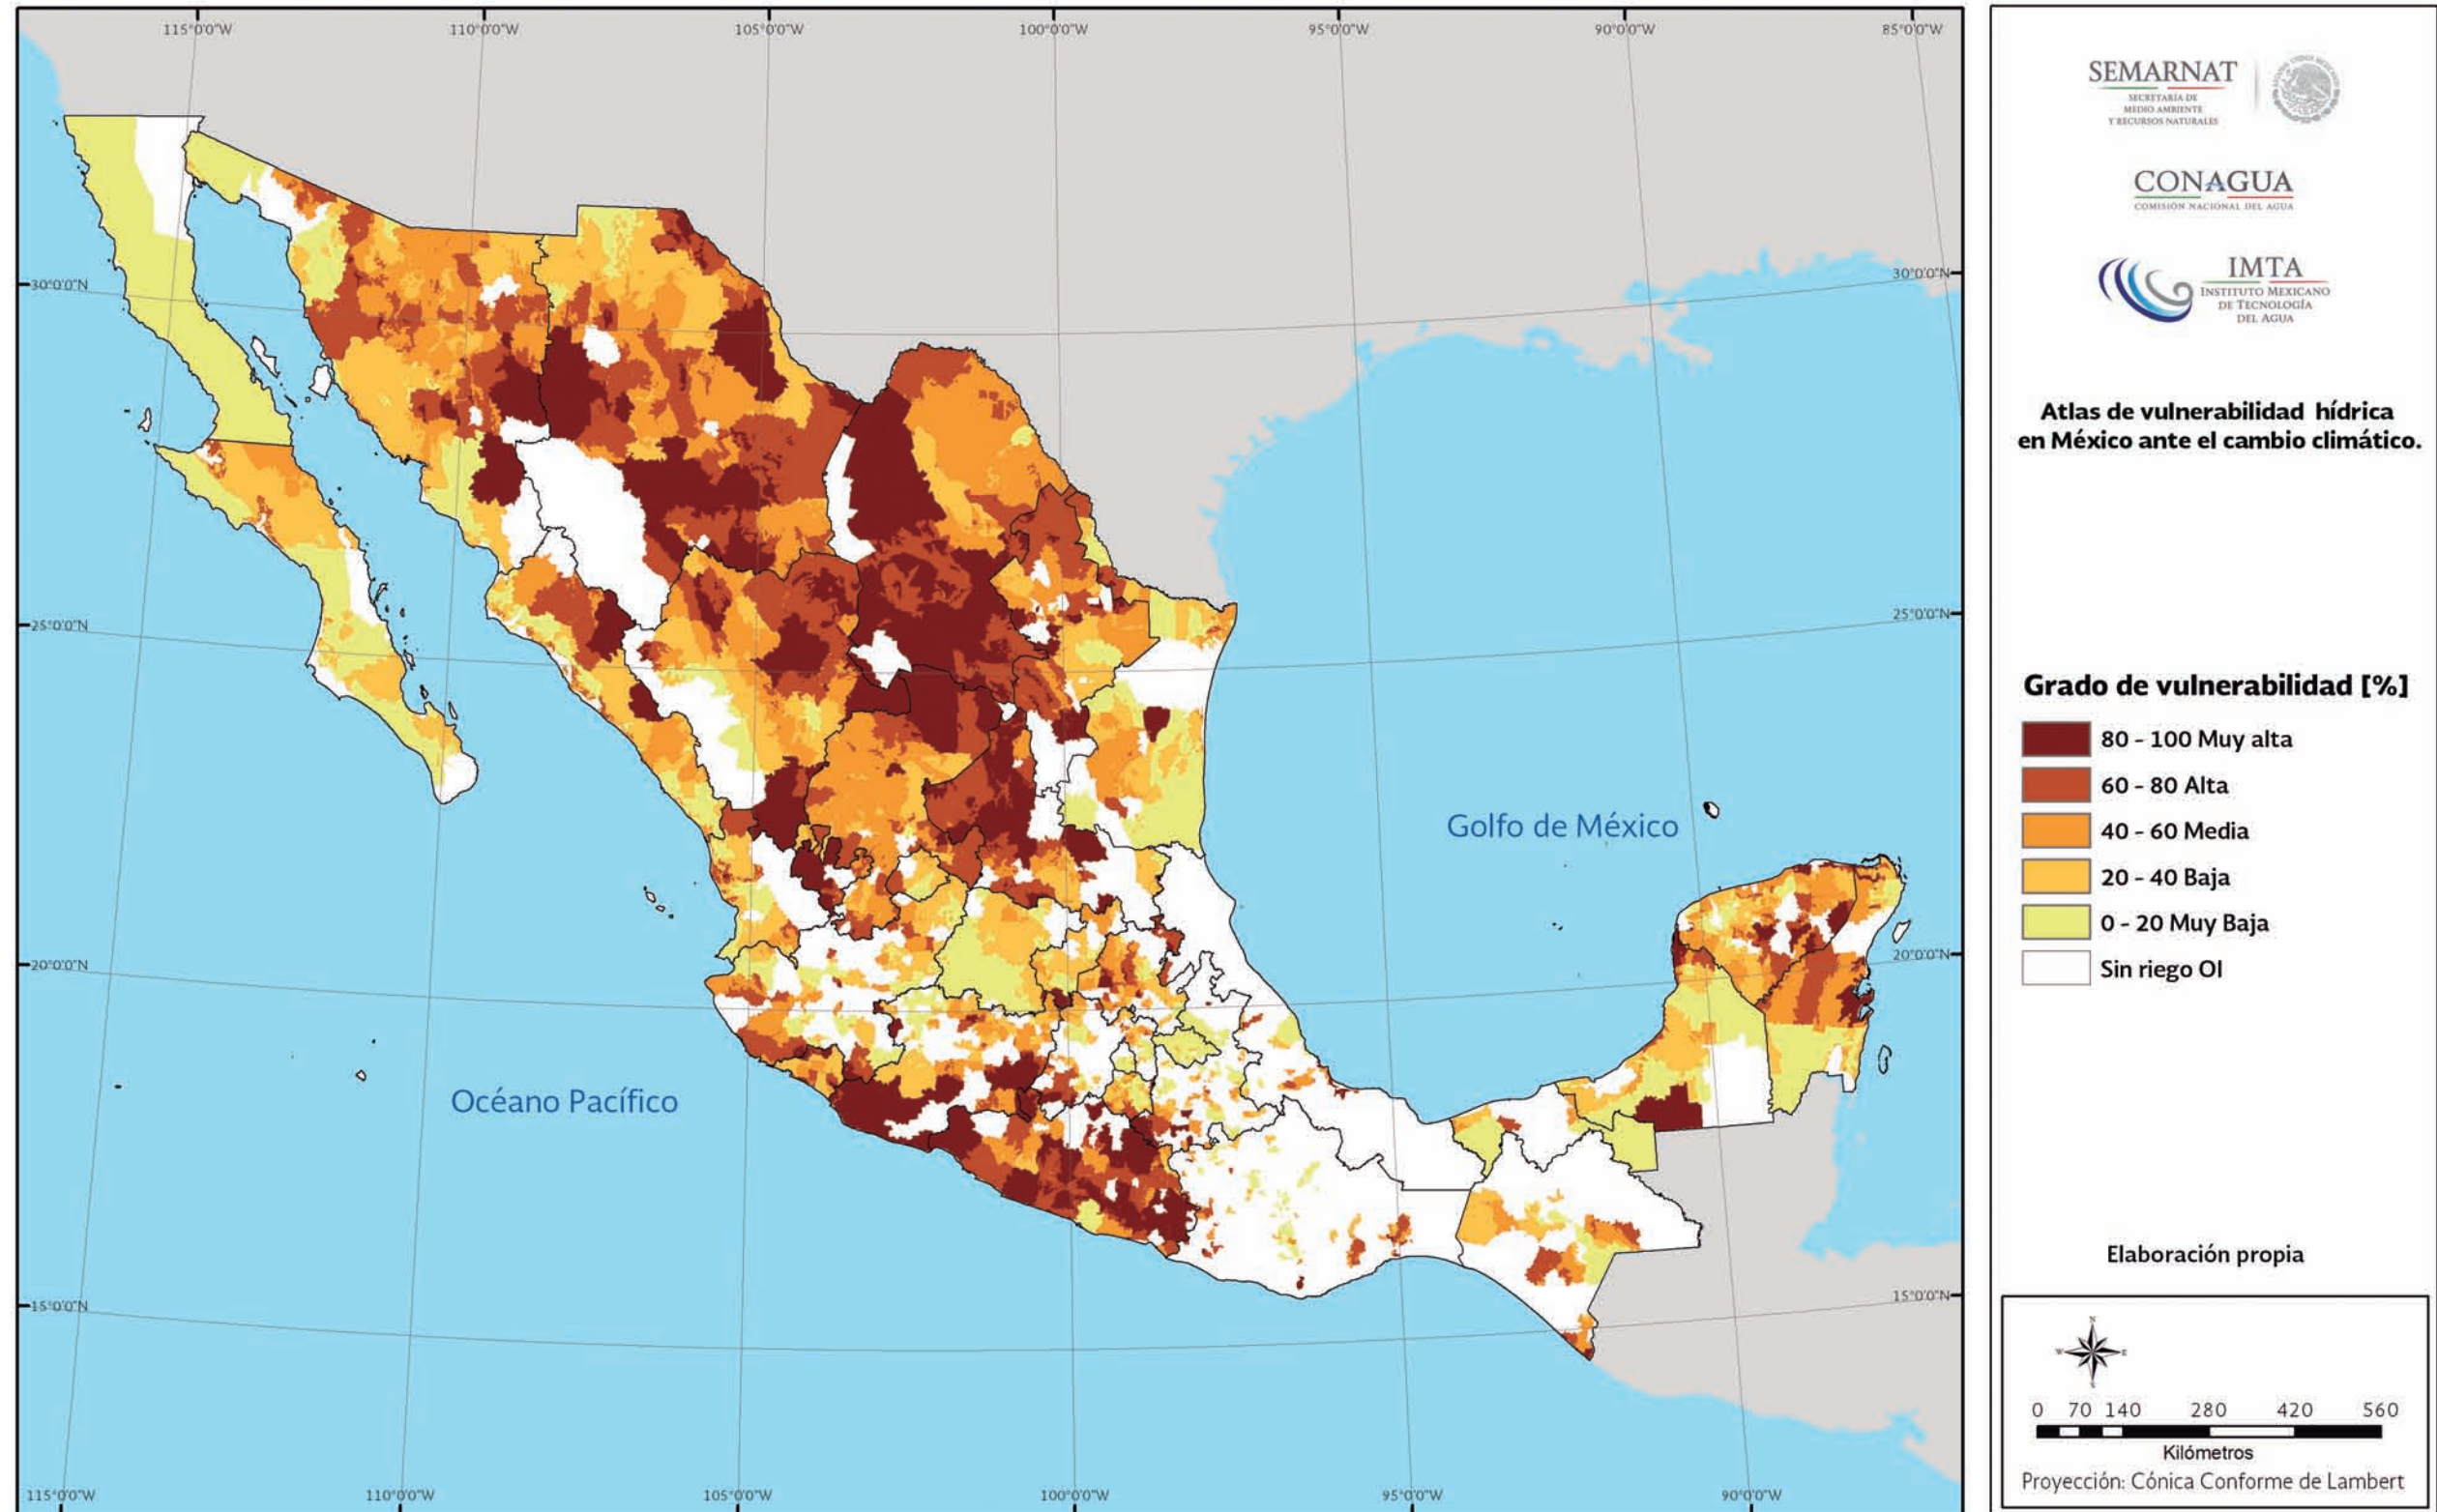 115°0'0"W
110°0'0"W
105°0'0"W
100°0'0"W
95°0'0"W
90°0'0"W
85°0'0"W
30°0'0"N
30°0'0"N
25°0'0"N
25°0'0"N
20°0'0"N
20°0'0"N
15°0'0"N
15°0'0"N
Golfo de México
Océano Pacífico
115°0'0"W
110°0'0"W
105°0'0"W
100°0'0"W
95°0'0"W
90°0'0"W
SEMARNAT
SECRETARÍA DE
MEDIO AMBIENTE
Y RECURSOS NATURALES
CONAGUA
COMISIÓN NACIONAL DEL AGUA
IMTA
INSTITUTO MEXICANO
DE TECNOLOGÍA
DEL AGUA
Atlas de vulnerabilidad hídrica
en México ante el cambio climático.
Grado de vulnerabilidad [%]
80 - 100 Muy alta
60 - 80 Alta
40 - 60 Media
20 - 40 Baja
0 - 20 Muy Baja
Sin riego OI
Elaboración propia
N
W E
S
0 70 140 280 420 560
Kilómetros
Proyección: Cónica Conforme de Lambert